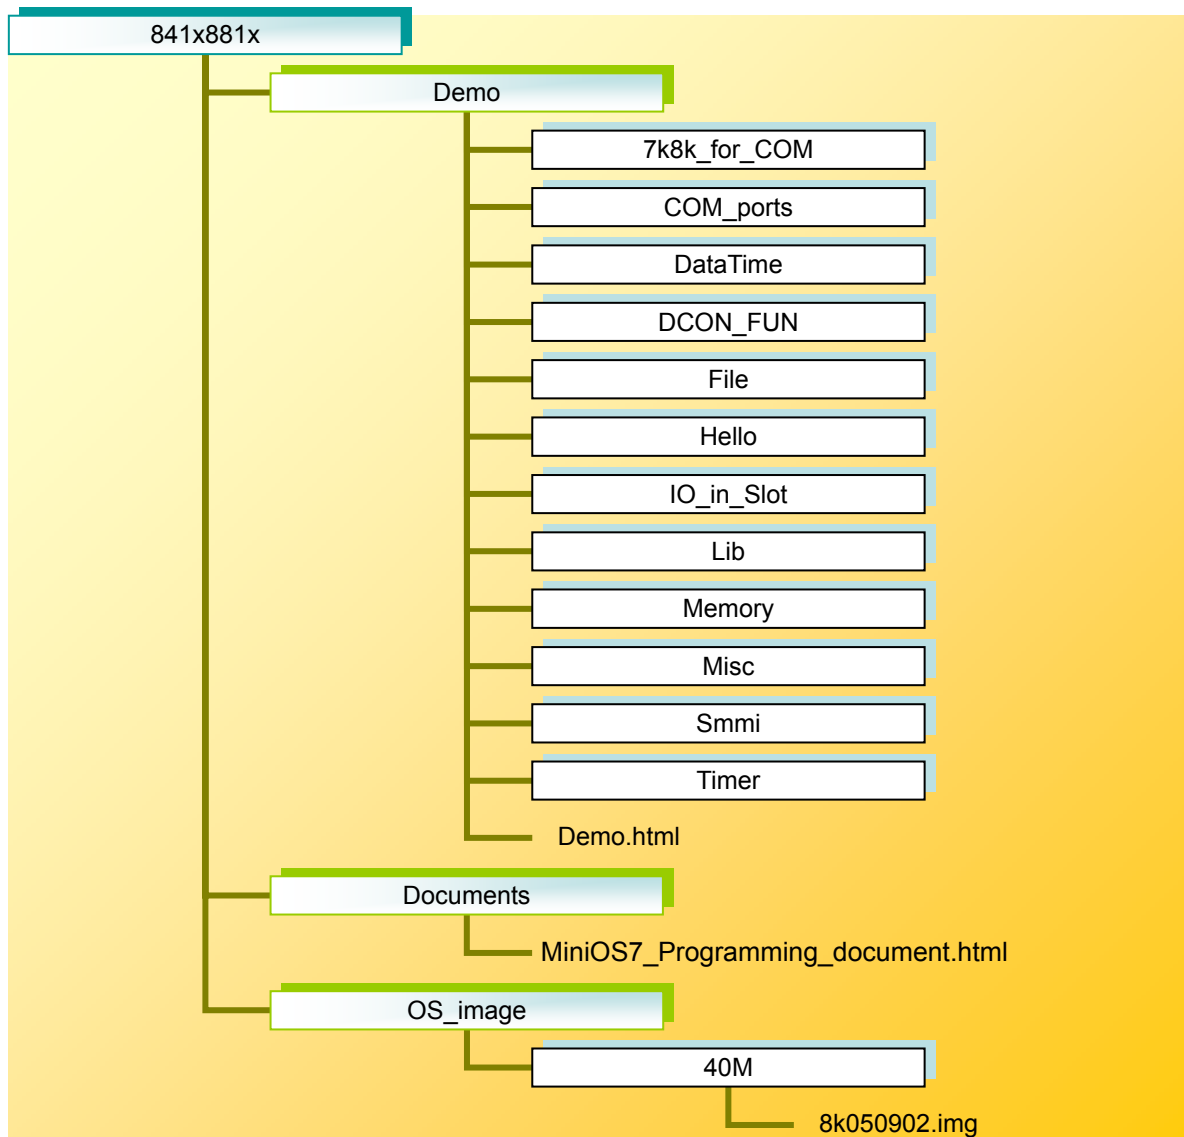 841x881x
Demo
7k8k_for_COM
COM_ports
DataTime
DCON_FUN
File
Hello
IO_in_Slot
Lib
Memory
Misc
Smmi
Timer
Demo.html
Documents
MiniOS7_Programming_document.html
OS_image
40M
8k050902.img